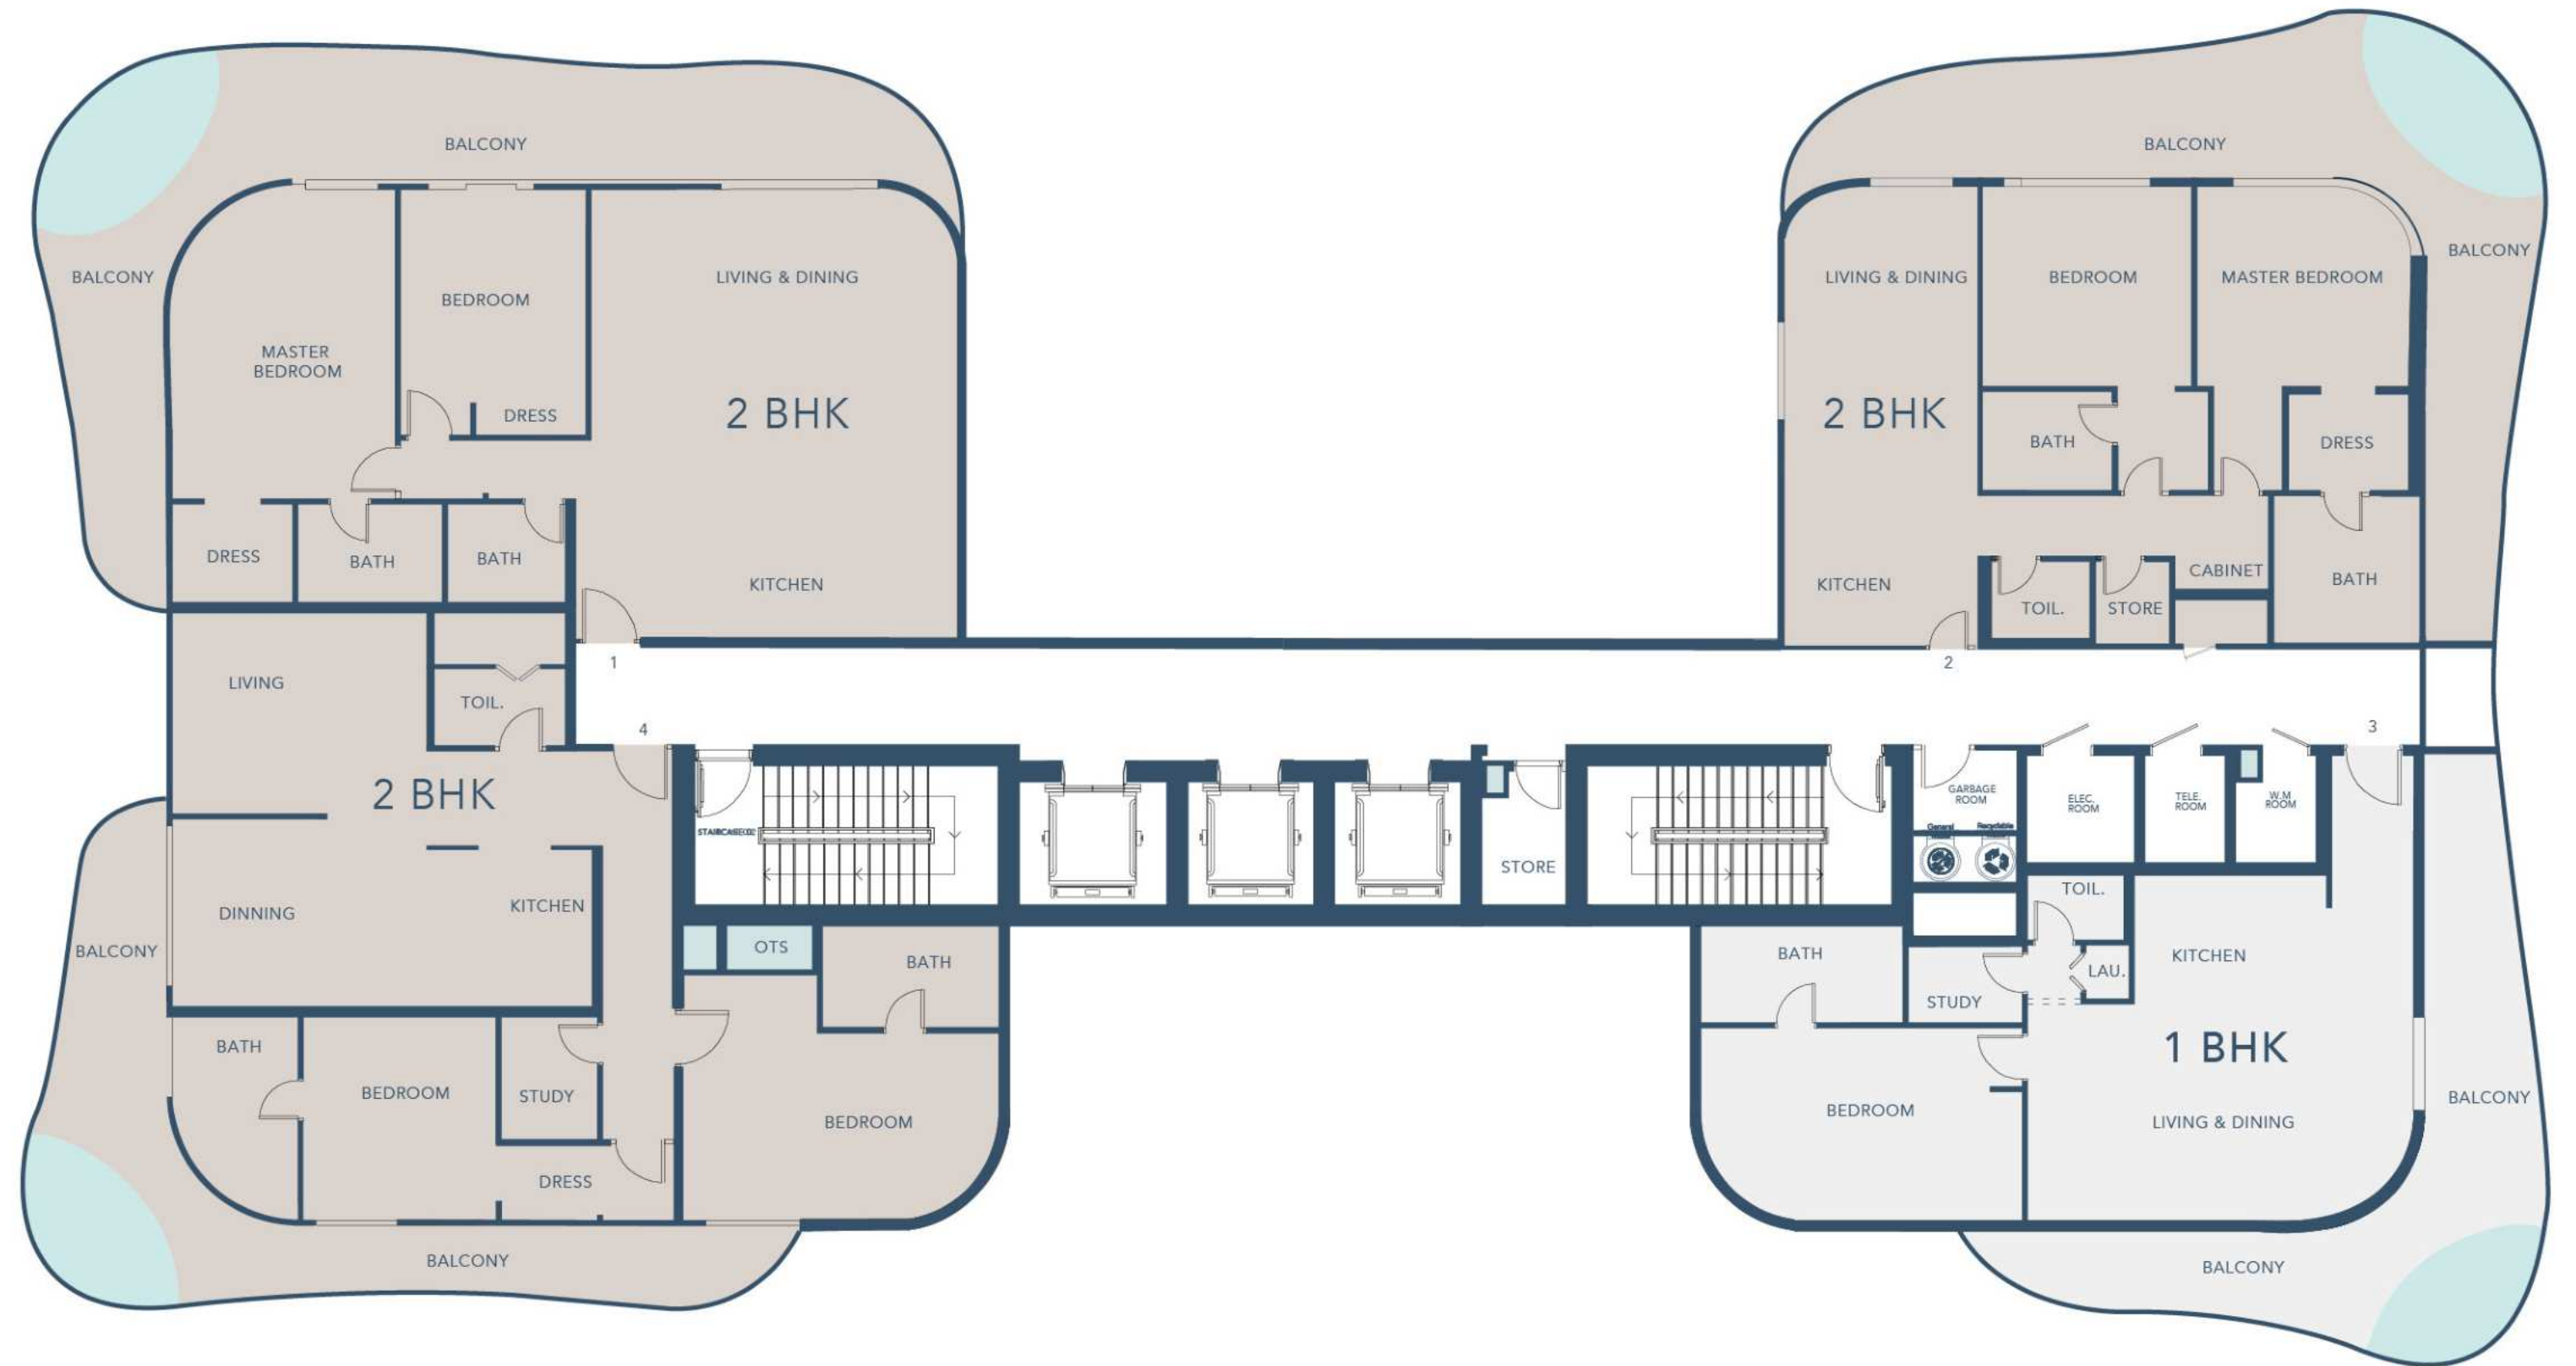 BALCONY
BALCONY
MASTER
BEDROOM
BEDROOM
DRESS
LIVING & DINING
2 BHK
DRESS
BATH
BATH
KITCHEN
1
BALCONY
BALCONY
LIVING & DINING
BEDROOM
MASTER BEDROOM
2 BHK
BATH
DRESS
KITCHEN
TOIL.
STORE
CABINET
BATH
2
LIVING
TOIL.
4
2 BHK
DINNING
KITCHEN
BALCONY
BATH
BEDROOM
STUDY
DRESS
BALCONY
OTS
BATH
BEDROOM
STORE
GARBAGE
ROOM
General
Recyclable
ELEC.
ROOM
TELE.
ROOM
W.M
ROOM
3
TOIL.
LAU.
KITCHEN
BATH
STUDY
1 BHK
BEDROOM
LIVING & DINING
BALCONY
BALCONY